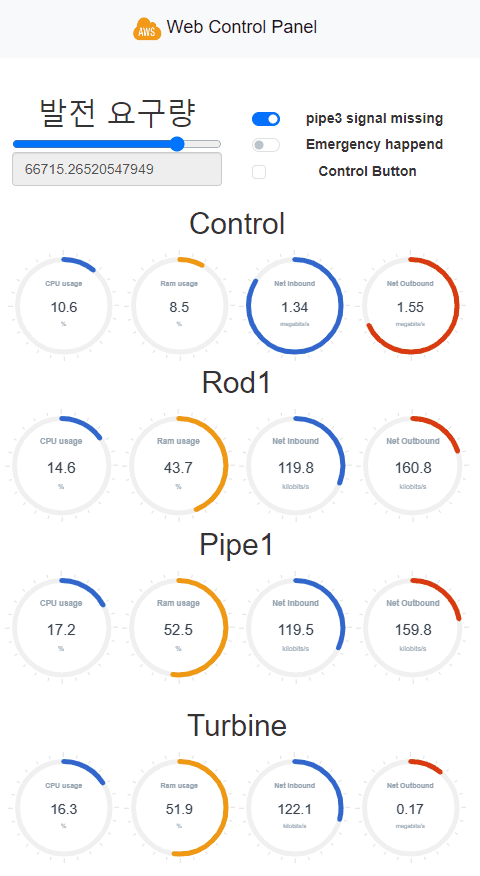 AWS Web Control Panel
발전 요구량
66715.26520547949
pipe3 signal missing
Emergency happend
Control Button
Control
CPU usage
10.6
%
Ram usage
8.5
%
Net Inbound
1.34
megabits/s
Net Outbound
1.55
megabits/s
Rod1
CPU usage
14.6
%
Ram usage
43.7
%
Net Inbound
119.8
kilobits/s
Net Outbound
160.8
kilobits/s
Pipe1
CPU usage
17.2
%
Ram usage
52.5
%
Net Inbound
119.5
kilobits/s
Net Outbound
159.8
kilobits/s
Turbine
CPU usage
16.3
%
Ram usage
51.9
%
Net Inbound
122.1
kilobits/s
Net Outbound
0.17
megabits/s